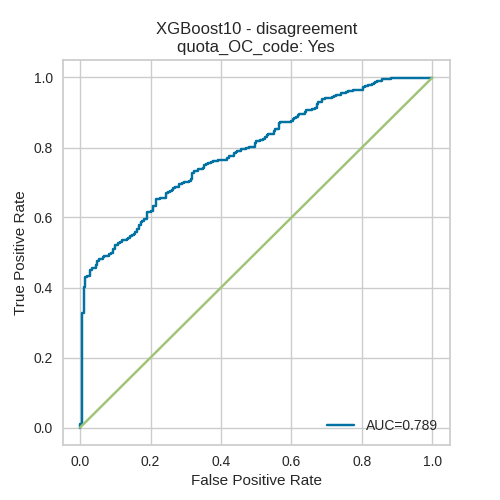 XGBoost10 - disagreement
quota_OC_code: Yes
True Positive Rate
1.0
0.8
0.6
0.4
0.2
0.0
AUC=0.789
0.0 0.2 0.4 0.6 0.8 1.0
False Positive Rate